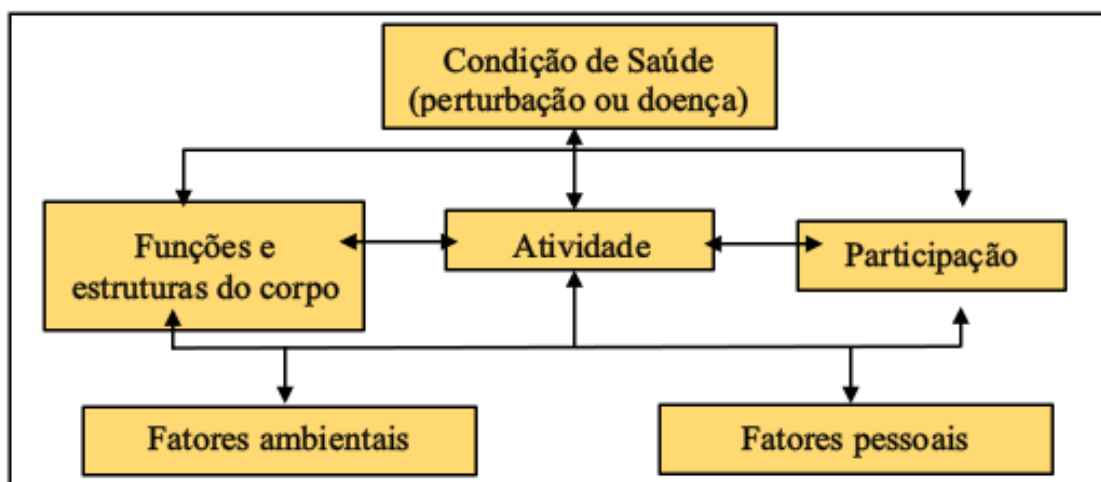 Condição de Saúde
(perturbação ou doença)
Funções e
estruturas do corpo
Atividade
Participação
Fatores ambientais
Fatores pessoais